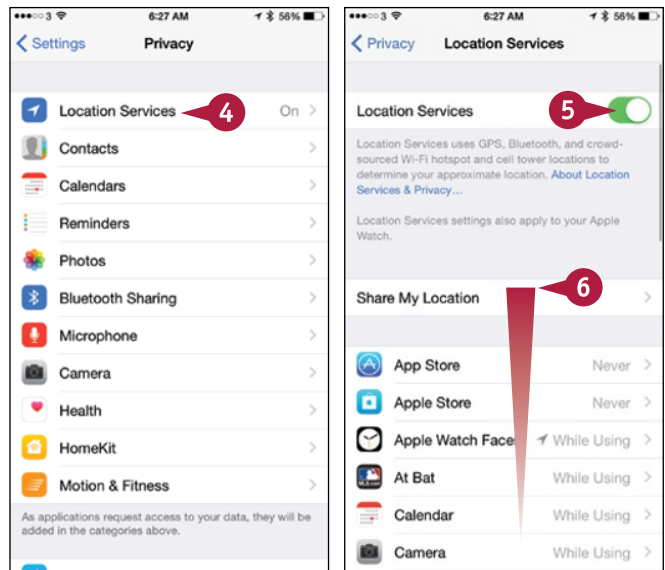 3 6:27 AM 56%
Settings Privacy
Location Services 4 On
Contacts
Calendars
Reminders
Photos
Bluetooth Sharing
Microphone
Camera
Health
HomeKit
Motion & Fitness
As applications request access to your data, they will be
added in the categories above.
3 6:27 AM 56%
Privacy Location Services
Location Services 5
Location Services uses GPS, Bluetooth, and crowd-
sourced Wi-Fi hotspot and cell tower locations to
determine your approximate location. About Location
Services & Privacy...
Location Services settings also apply to your Apple
Watch.
Share My Location 6
App Store Never
Apple Store Never
Apple Watch Face While Using
At Bat While Using
Calendar While Using
Camera While Using